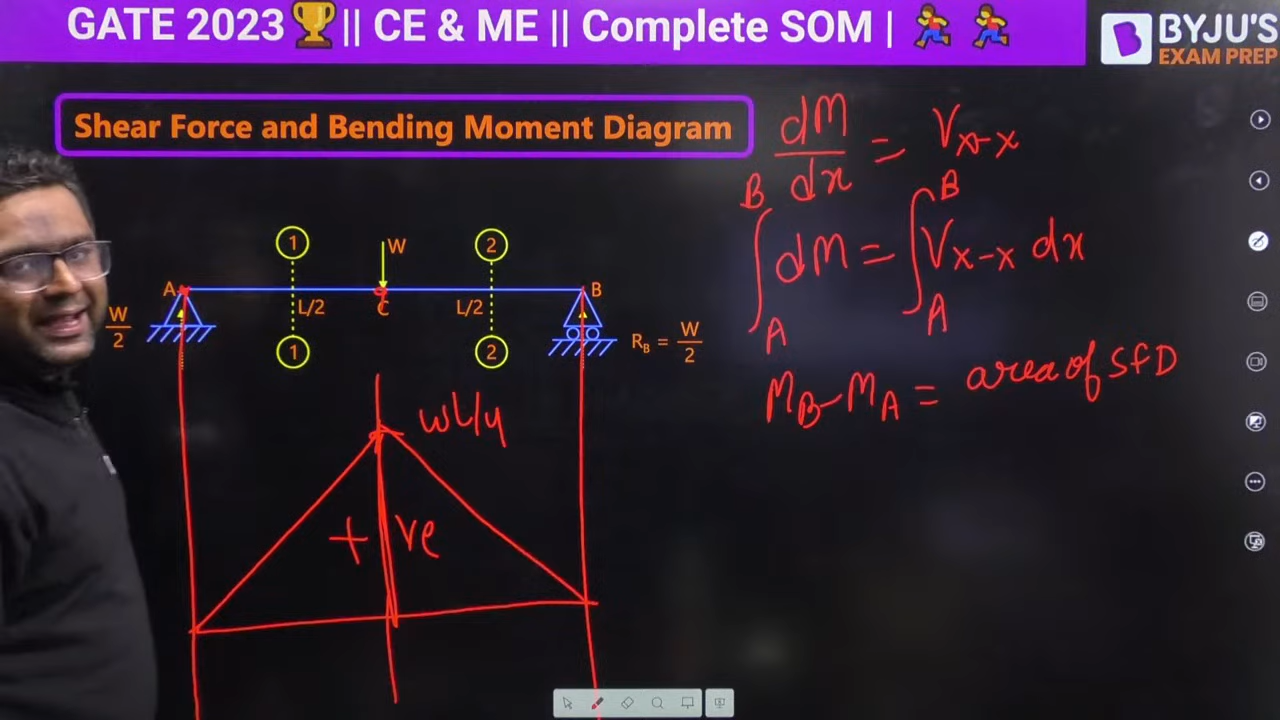 GATE 2023🏆|| CE & ME || Complete SOM | 🏃 🏃
BYJU'S
EXAM PREP
Shear Force and Bending Moment Diagram
dM/dx = Vx-x
∫_A^B dM = ∫_A^B Vx-x dx
MB-MA = area of SFD
1
W
2
A
B
C
L/2
L/2
W/2
1
2
RB = W/2
WL/4
+ ve